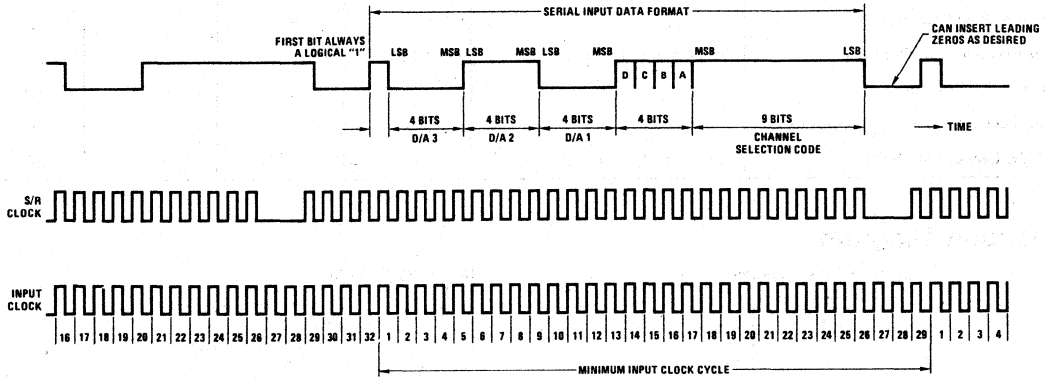 SERIAL INPUT DATA FORMAT
CAN INSERT LEADING
ZEROS AS DESIRED
FIRST BIT ALWAYS
A LOGICAL "1"
LSB MSB LSB MSB LSB MSB MSB LSB
D C B A
4 BITS 4 BITS 4 BITS 4 BITS 9 BITS
D/A 3 D/A 2 D/A 1 CHANNEL
SELECTION CODE
TIME
S/R
CLOCK
INPUT
CLOCK
16 17 18 19 20 21 22 23 24 25 26 27 28 29 30 31 32 1 2 3 4 5 6 7 8 9 10 11 12 13 14 15 16 17 18 19 20 21 22 23 24 25 26 27 28 29 1 2 3 4
MINIMUM INPUT CLOCK CYCLE